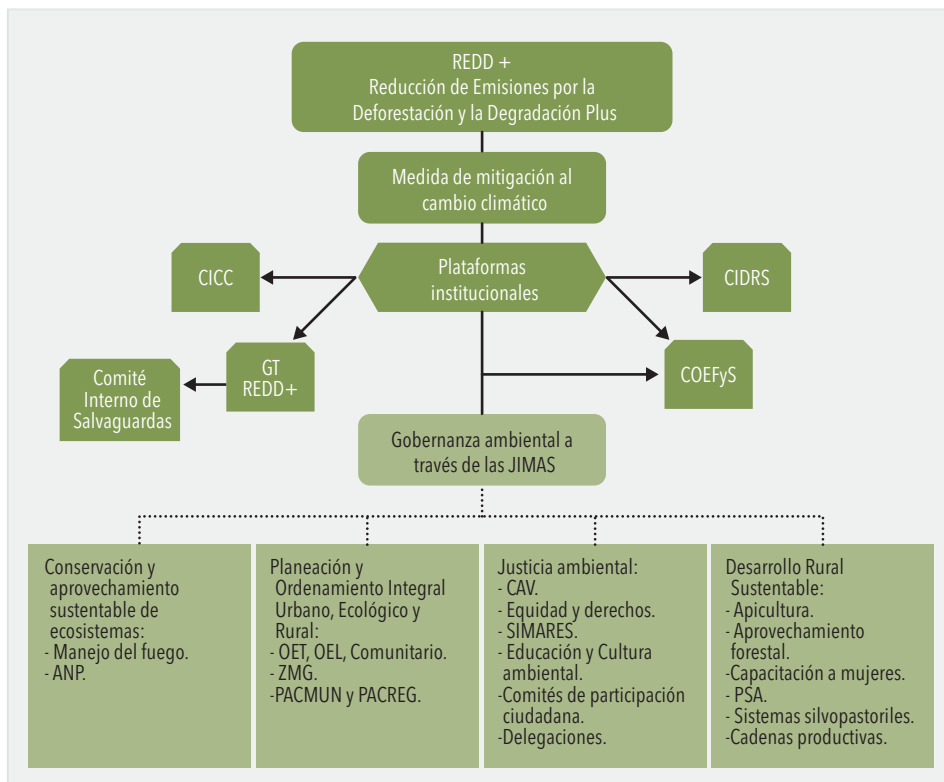 REDD +
Reducción de Emisiones por la
Deforestación y la Degradación Plus
Medida de mitigación al
cambio climático
Plataformas
institucionales
CICC
CIDRS
GT
REDD+
COEFyS
Comité
Interno de
Salvaguardas
Gobernanza ambiental a
través de las JIMAS
Conservación y
aprovechamiento
sustentable de
ecosistemas:
- Manejo del fuego.
- ANP.
Planeación y
Ordenamiento Integral
Urbano, Ecológico y
Rural:
- OET, OEL, Comunitario.
- ZMG.
-PACMUN y PACREG.
Justicia ambiental:
- CAV.
- Equidad y derechos.
- SIMARES.
- Educación y Cultura
ambiental.
-Comités de participación
ciudadana.
-Delegaciones.
Desarrollo Rural
Sustentable:
- Apicultura.
- Aprovechamiento
forestal.
-Capacitación a mujeres.
- PSA.
- Sistemas silvopastoriles.
-Cadenas productivas.